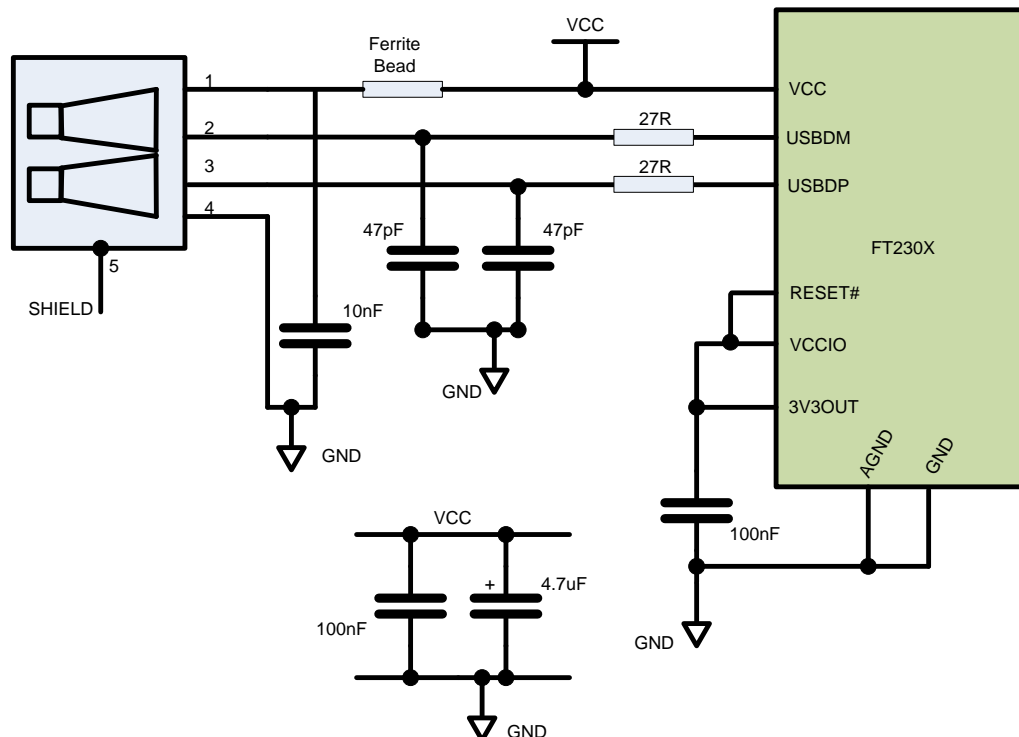 VCC
Ferrite
Bead
1
VCC
27R
2
USBDM
27R
3
USBDP
4
47pF
47pF
FT230X
5
SHIELD
RESET#
10nF
VCCIO
GND
3V3OUT
GND
AGND
GND
VCC
100nF
+
4.7uF
100nF
GND
GND